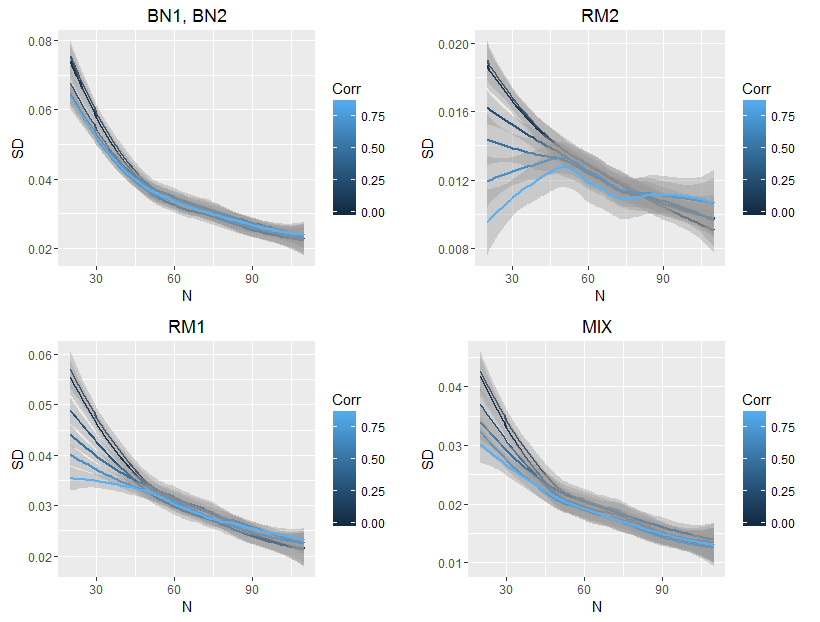 BN1, BN2
0.08
0.06
0.04
0.02
SD
30 60 90
N
Corr
0.75
0.50
0.25
0.00
RM2
0.020
0.016
0.012
0.008
SD
30 60 90
N
Corr
0.75
0.50
0.25
0.00
RM1
0.06
0.05
0.04
0.03
0.02
SD
30 60 90
N
Corr
0.75
0.50
0.25
0.00
MIX
0.04
0.03
0.02
0.01
SD
30 60 90
N
Corr
0.75
0.50
0.25
0.00